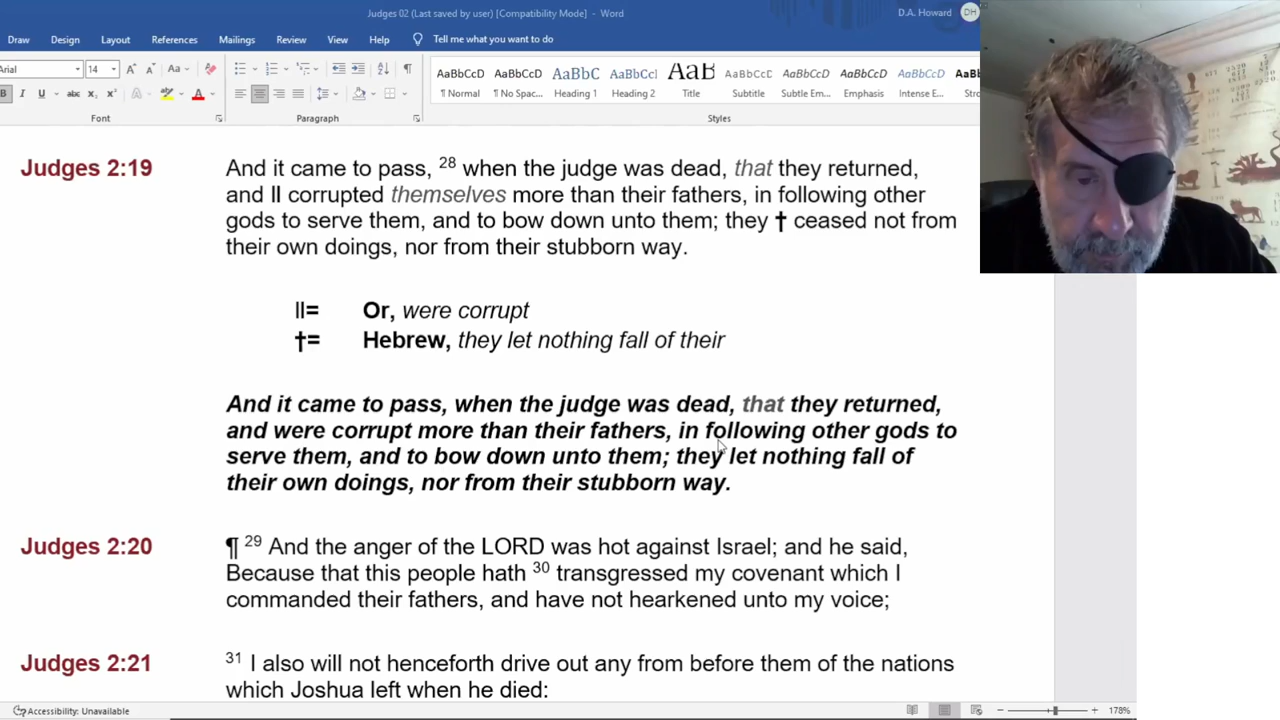 Judges 02 (Last saved by user) [Compatibility Mode] - Word
D.A. Howard DH
Draw Design Layout References Mailings Review View Help Tell me what you want to do
Arial 14 Aa
B I U abc x₂ x² A A
AaBbCcD AaBbCcD AaBbC AaBbCc AaB AaBbCcD AaBbCcD AaBbCcD AaBbCcD AaBb
¶ Normal ¶ No Spac... Heading 1 Heading 2 Title Subtitle Subtle Em... Emphasis Intense E... Stro
Font Paragraph Styles
Judges 2:19 And it came to pass, 28 when the judge was dead, that they returned,
and ǁ corrupted themselves more than their fathers, in following other
gods to serve them, and to bow down unto them; they † ceased not from
their own doings, nor from their stubborn way.
ǁ= Or, were corrupt
†= Hebrew, they let nothing fall of their
And it came to pass, when the judge was dead, that they returned,
and were corrupt more than their fathers, in following other gods to
serve them, and to bow down unto them; they let nothing fall of
their own doings, nor from their stubborn way.
Judges 2:20 ¶ 29 And the anger of the LORD was hot against Israel; and he said,
Because that this people hath 30 transgressed my covenant which I
commanded their fathers, and have not hearkened unto my voice;
Judges 2:21 31 I also will not henceforth drive out any from before them of the nations
which Joshua left when he died:
Accessibility: Unavailable
178%